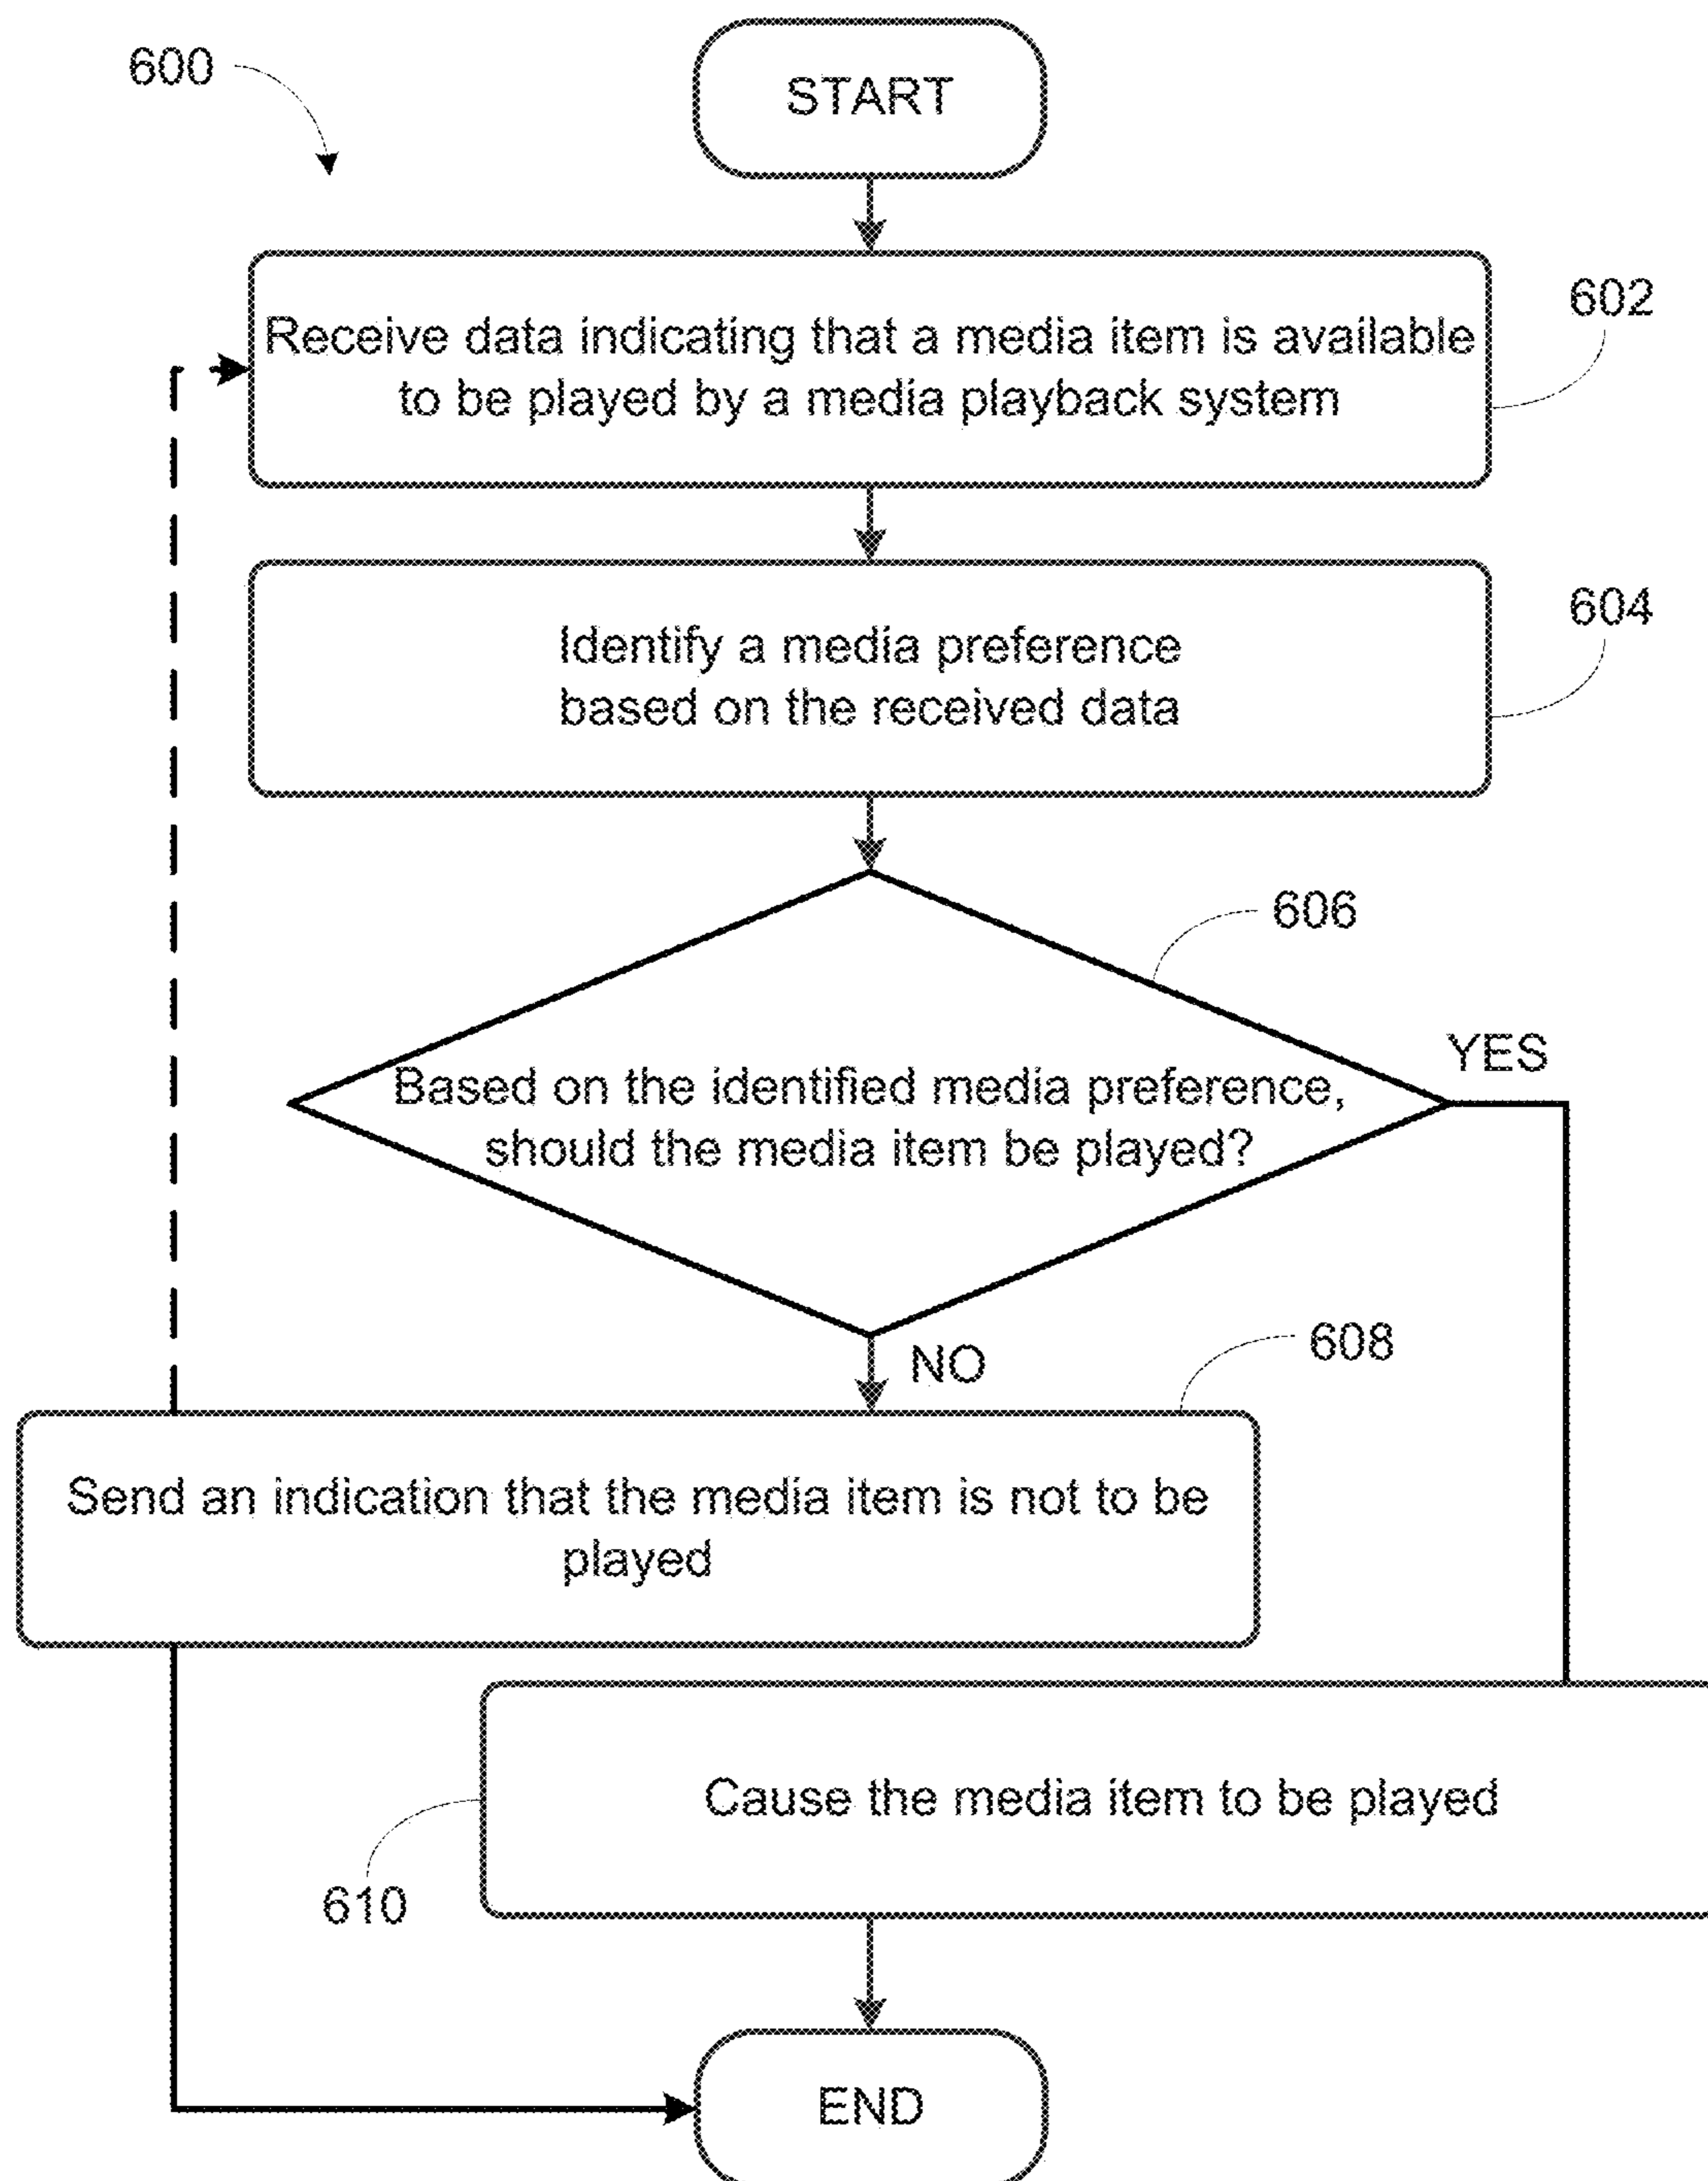 600
START
602
Receive data indicating that a media item is available
to be played by a media playback system
604
Identify a media preference
based on the received data
606
YES
Based on the identified media preference,
should the media item be played?
NO
608
Send an indication that the media item is not to be
played
Cause the media item to be played
610
END